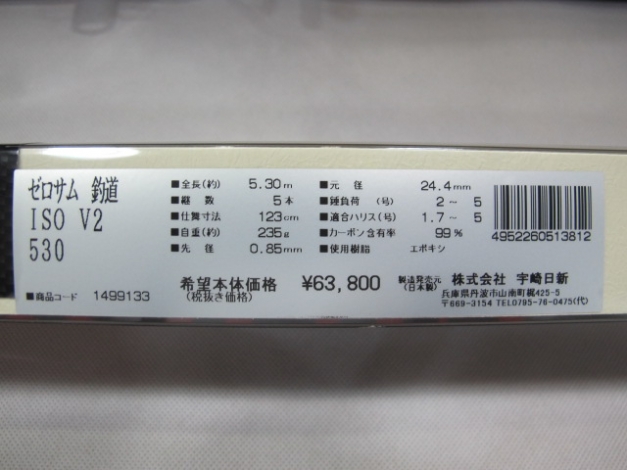 ゼロサム 釣道
ISO V2
530
■商品コード 1499133
■全長(約) 5.30m
■継数 5本
■仕舞寸法 123cm
■自重(約) 235g
■先径 0.85mm
■元径 24.4mm
■錘負荷(号) 2~5
■適合ハリス(号) 1.7~5
■カーボン含有率 99%
■使用樹脂 エポキシ
希望本体価格 ¥63,800
(税抜き価格)
製造発売元 株式会社 宇崎日新
(日本製)
兵庫県丹波市山南町梶425-5
〒669-3154 TEL0795-76-0475(代)
4952260513812